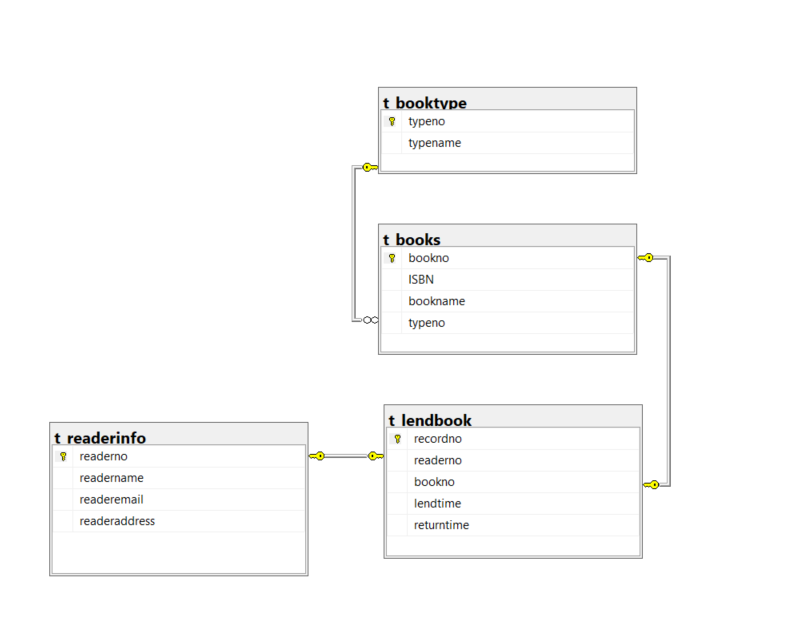 t_booktype
typeno
typename
t_books
bookno
ISBN
bookname
typeno
t_lendbook
recordno
readerno
bookno
lendtime
returntime
t_readerinfo
readerno
readername
readeremail
readeraddress